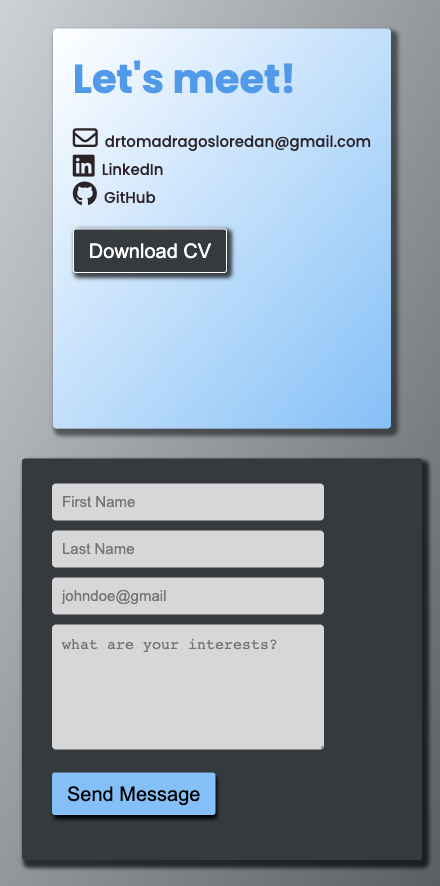 Let's meet!
drtomadragosloredan@gmail.com
LinkedIn
GitHub
Download CV
First Name
Last Name
johndoe@gmail
what are your interests?
Send Message